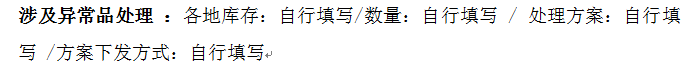 涉及异常品处理 ：各地库存：自行填写/数量：自行填写 / 处理方案：自行填
写 /方案下发方式：自行填写↵